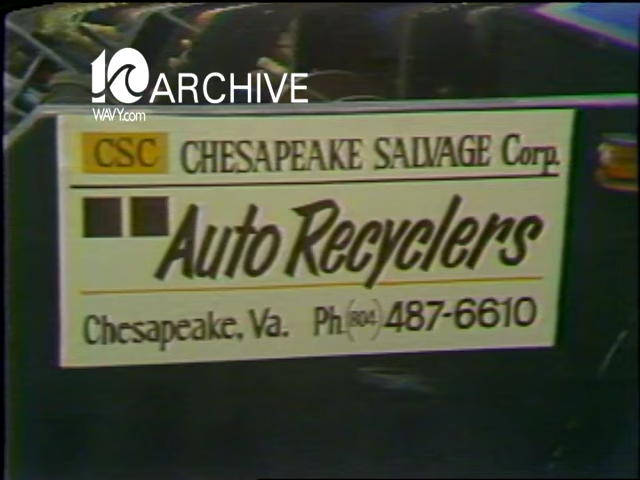 10 ARCHIVE
WAVY.com
CSC CHESAPEAKE SALVAGE Corp.
Auto Recyclers
Chesapeake, Va. Ph.(804) 487-6610